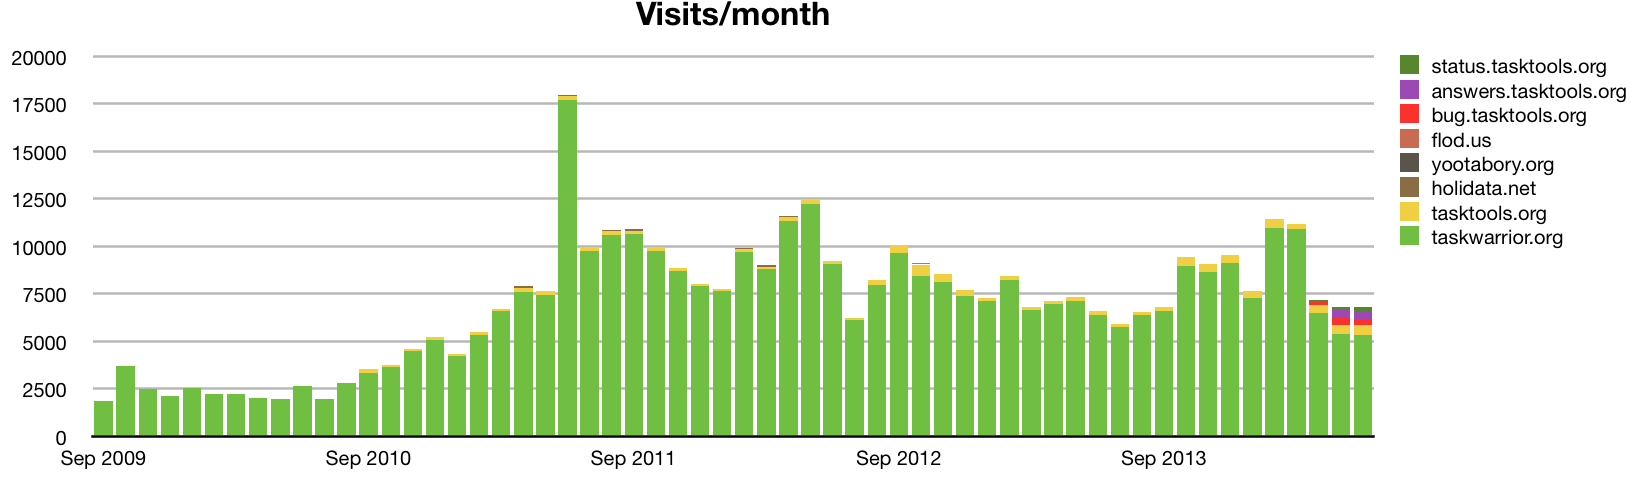 Visits/month
20000
17500
15000
12500
10000
7500
5000
2500
0
Sep 2009
Sep 2010
Sep 2011
Sep 2012
Sep 2013
status.tasktools.org
answers.tasktools.org
bug.tasktools.org
flod.us
yootabory.org
holidata.net
tasktools.org
taskwarrior.org